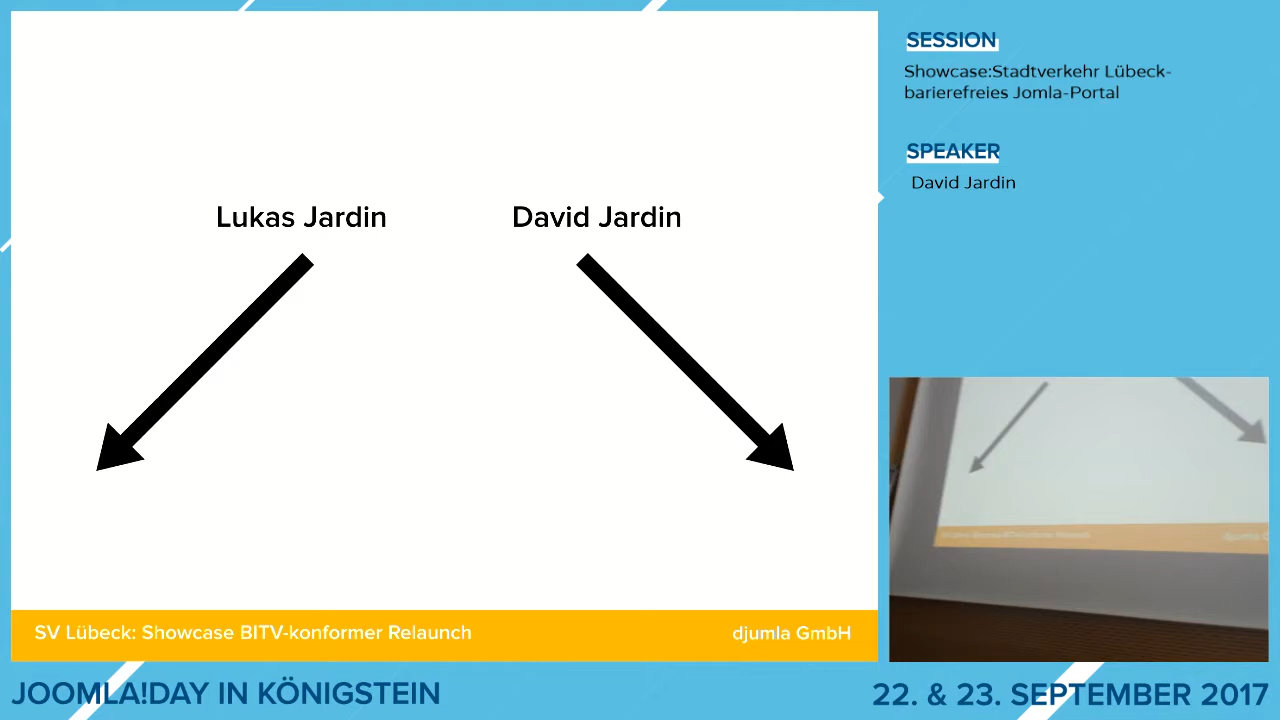 Lukas Jardin
David Jardin
SV Lübeck: Showcase BITV-konformer Relaunch
djumla GmbH
SESSION
Showcase:Stadtverkehr Lübeck-
barierefreies Jomla-Portal
SPEAKER
David Jardin
JOOMLA!DAY IN KÖNIGSTEIN
22. & 23. SEPTEMBER 2017